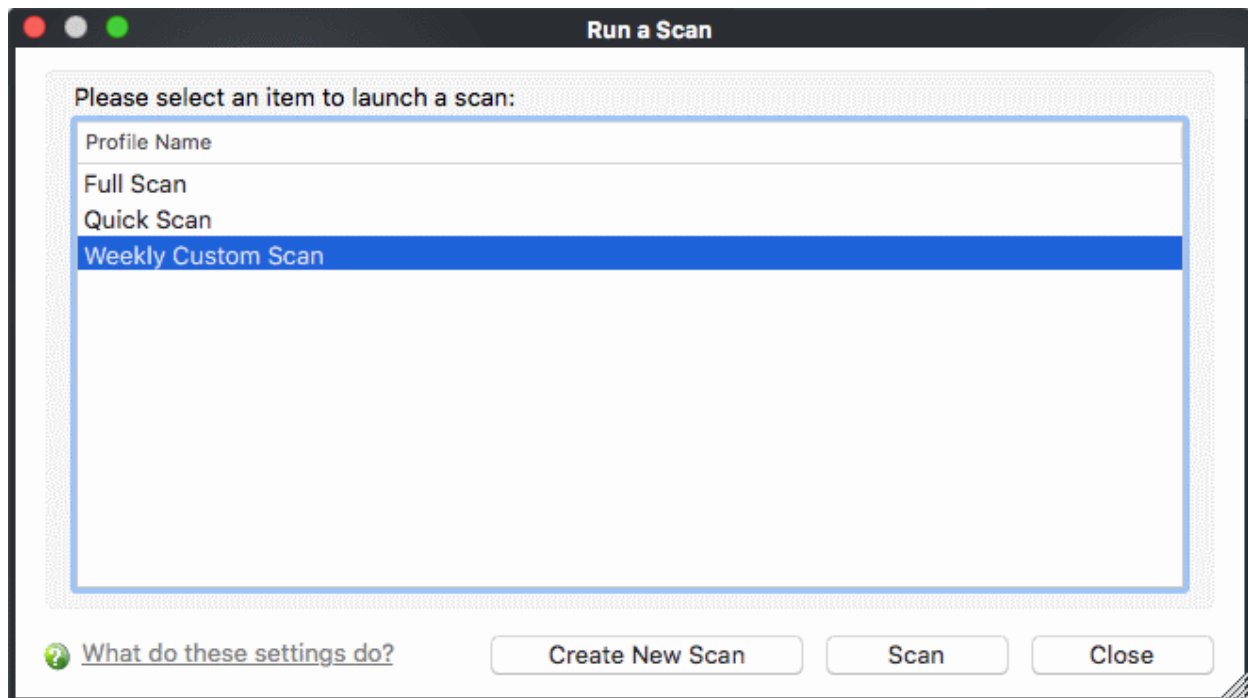 Run a Scan
Please select an item to launch a scan:
Profile Name
Full Scan
Quick Scan
Weekly Custom Scan
What do these settings do?
Create New Scan
Scan
Close